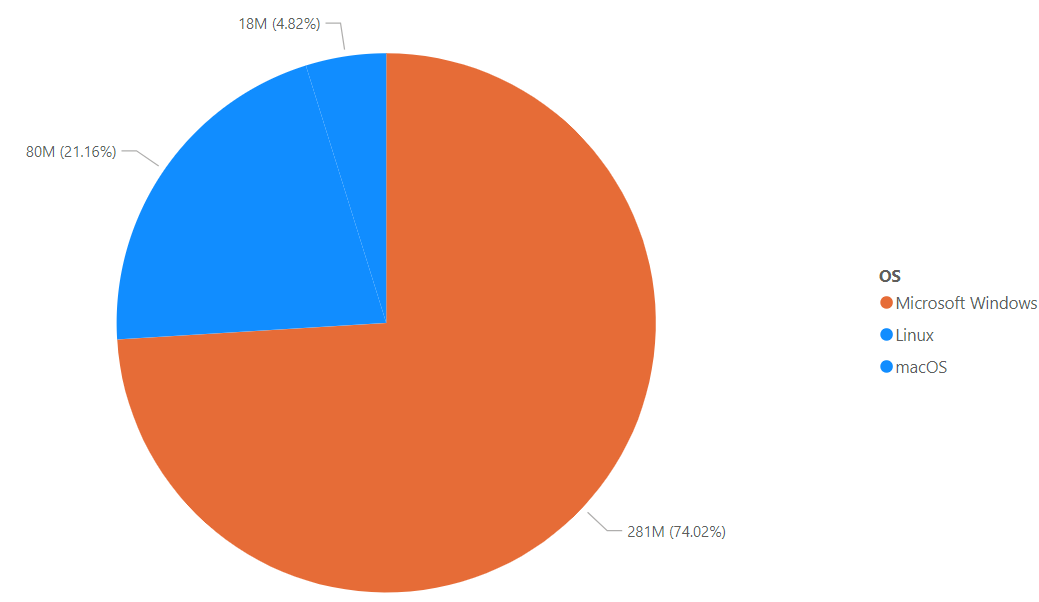 18M (4.82%)
80M (21.16%)
OS
Microsoft Windows
Linux
macOS
281M (74.02%)